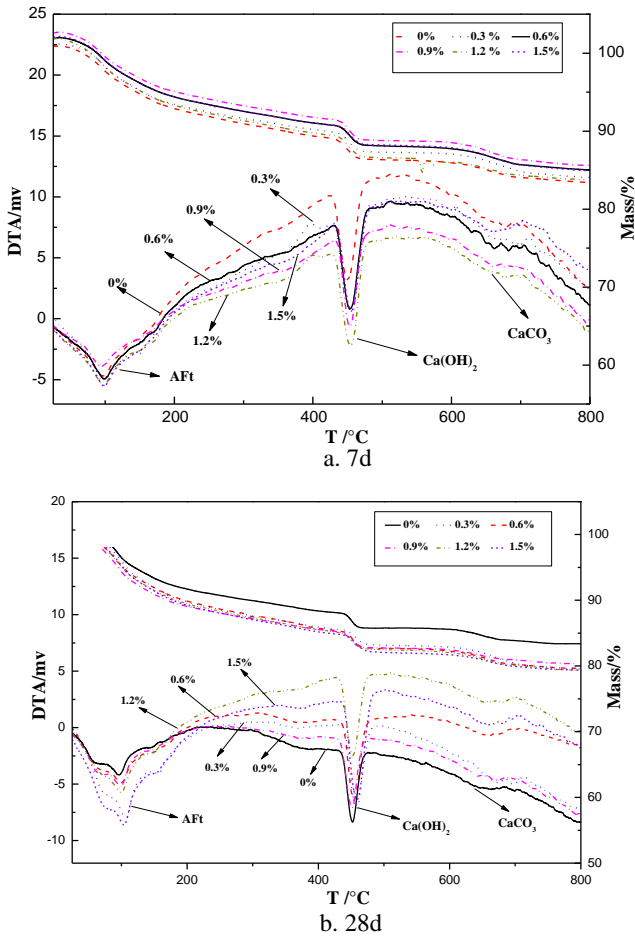 25
20
15
10
5
0
-5
DTA/mv
0% 0.3 % 0.6%
0.9% 1.2 % 1.5%
100
90
80
70
60
Mass/%
0.3%
0.9%
0.6%
0%
1.2%
1.5%
AFt
Ca(OH)2
CaCO3
200 400 600 800
T /°C
a. 7d
20
15
10
5
0
-5
-10
DTA/mv
0% 0.3% 0.6%
0.9% 1.2% 1.5%
100
95
90
85
80
75
70
65
60
55
50
Mass/%
1.5%
0.6%
1.2%
0.3%
0.9%
0%
AFt
Ca(OH)2
CaCO3
200 400 600 800
T /°C
b. 28d